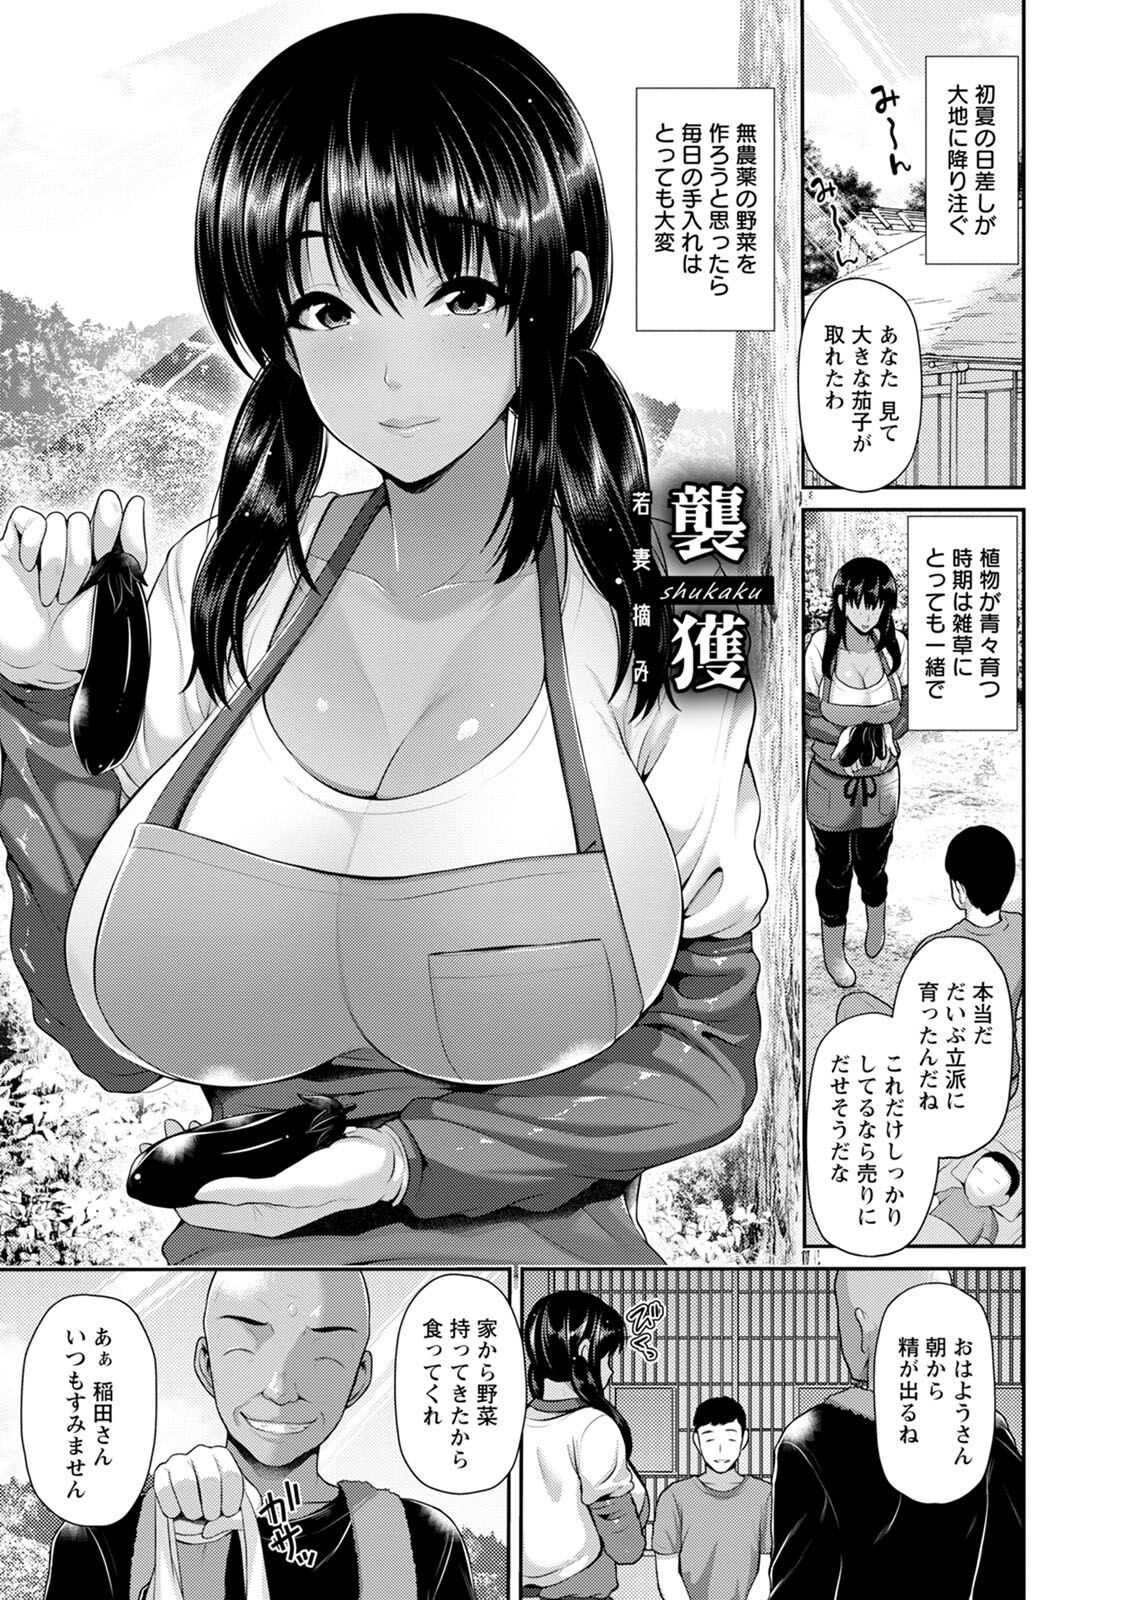 初夏の日差しが
大地に降り注ぐ
み〜ん
み〜ん
あなた 見て
大きな茄子が
取れたわ
無農薬の野菜を
作ろうと思ったら
毎日の手入れは
とっても大変
襲獲
shukaku
若妻摘み
植物が青々育つ
時期は雑草に
とっても一緒で
本当だ
だいぶ立派に
育ったんだね
これだけしっかり
してるなら売りに
だせそうだな
おはようさん
朝から
精が出るね
びくっ
家から野菜
持ってきたから
食ってくれ
ガサッ
あぁ 稲田さん
いつもすみません